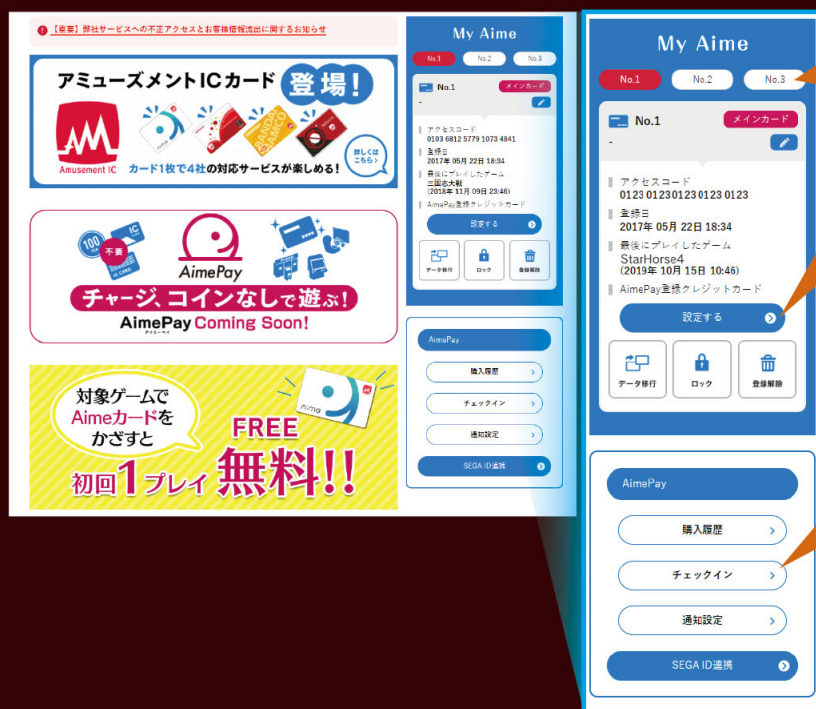 【重要】弊社サービスへの不正アクセスとお客様情報流出に関するお知らせ
アミューズメントICカード 登場!
Amusement IC
カード1枚で4社の対応サービスが楽しめる!
詳しくは
こちら>
BANDAI
NAMCO
100
不要
IC
IC CARD
AimePay
チャージ、コインなしで遊ぶ!
AimePay Coming Soon!
アイミーペイ
対象ゲームで
Aimeカードを
かざすと
aime
FREE
初回1プレイ 無料!!
My Aime
No.1 No.2 No.3
No.1 メインカード
-
アクセスコード
0103 6812 5779 1073 4841
登録日
2017年 05月 22日 18:34
最後にプレイしたゲーム
三国志大戦
(2018年 11月 09日 23:46)
AimePay登録クレジットカード
設定する
データ移行 ロック 登録解除
AimePay
購入履歴
チェックイン
通知設定
SEGA ID連携
My Aime
No.1 No.2 No.3
No.1 メインカード
-
アクセスコード
0123 0123 0123 0123 0123
登録日
2017年 05月 22日 18:34
最後にプレイしたゲーム
StarHorse4
(2019年 10月 15日 10:46)
AimePay登録クレジットカード
設定する
データ移行 ロック 登録解除
AimePay
購入履歴
チェックイン
通知設定
SEGA ID連携